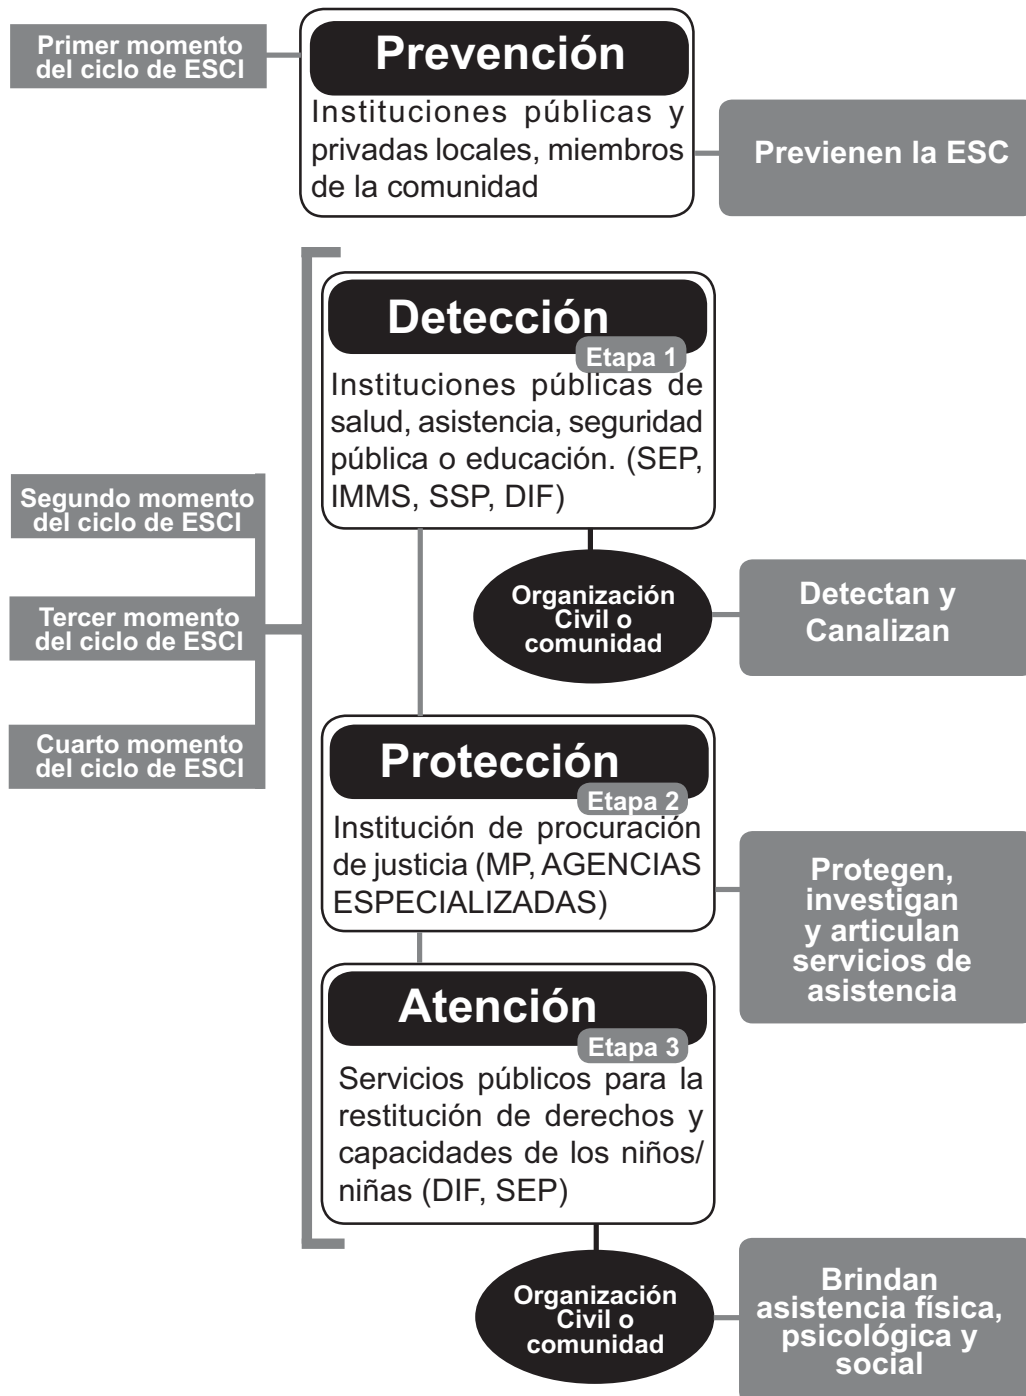 Primer momento
del ciclo de ESCI
Prevención
Instituciones públicas y
privadas locales, miembros
de la comunidad
Previenen la ESC
Detección
Etapa 1
Instituciones públicas de
salud, asistencia, seguridad
pública o educación. (SEP,
IMMS, SSP, DIF)
Segundo momento
del ciclo de ESCI
Tercer momento
del ciclo de ESCI
Cuarto momento
del ciclo de ESCI
Organización
Civil o
comunidad
Detectan y
Canalizan
Protección
Etapa 2
Institución de procuración
de justicia (MP, AGENCIAS
ESPECIALIZADAS)
Protegen,
investigan
y articulan
servicios de
asistencia
Atención
Etapa 3
Servicios públicos para la
restitución de derechos y
capacidades de los niños/
niñas (DIF, SEP)
Organización
Civil o
comunidad
Brindan
asistencia física,
psicológica y
social